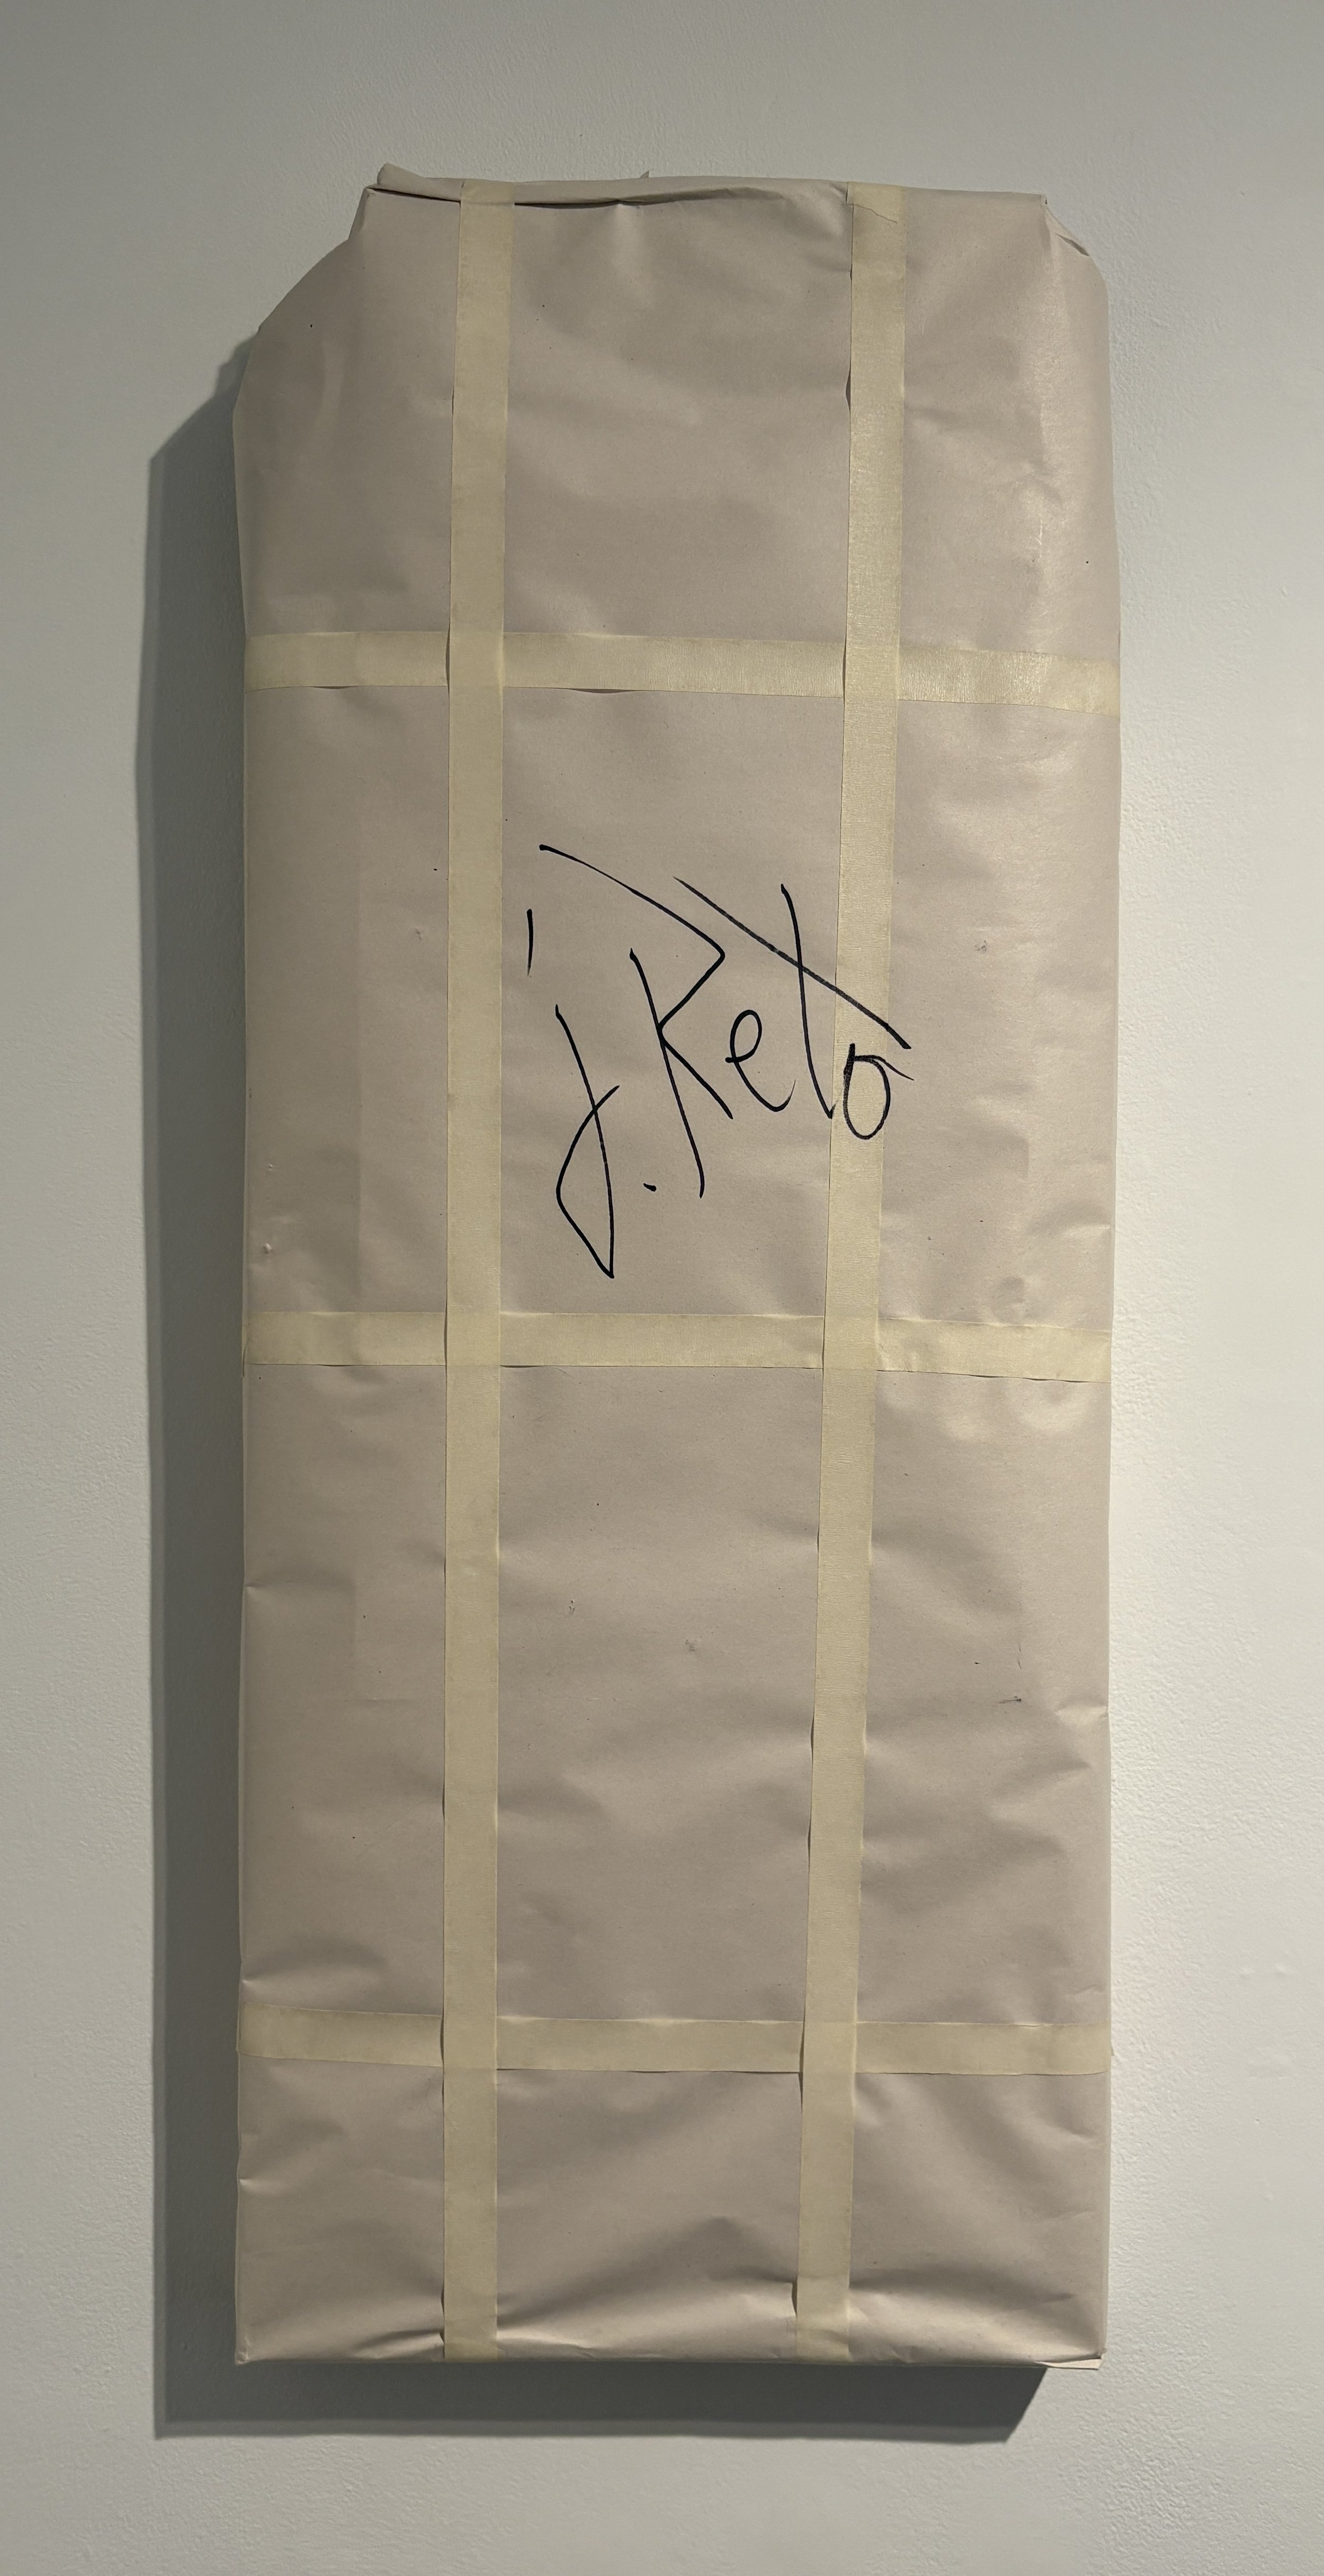 J. Reto